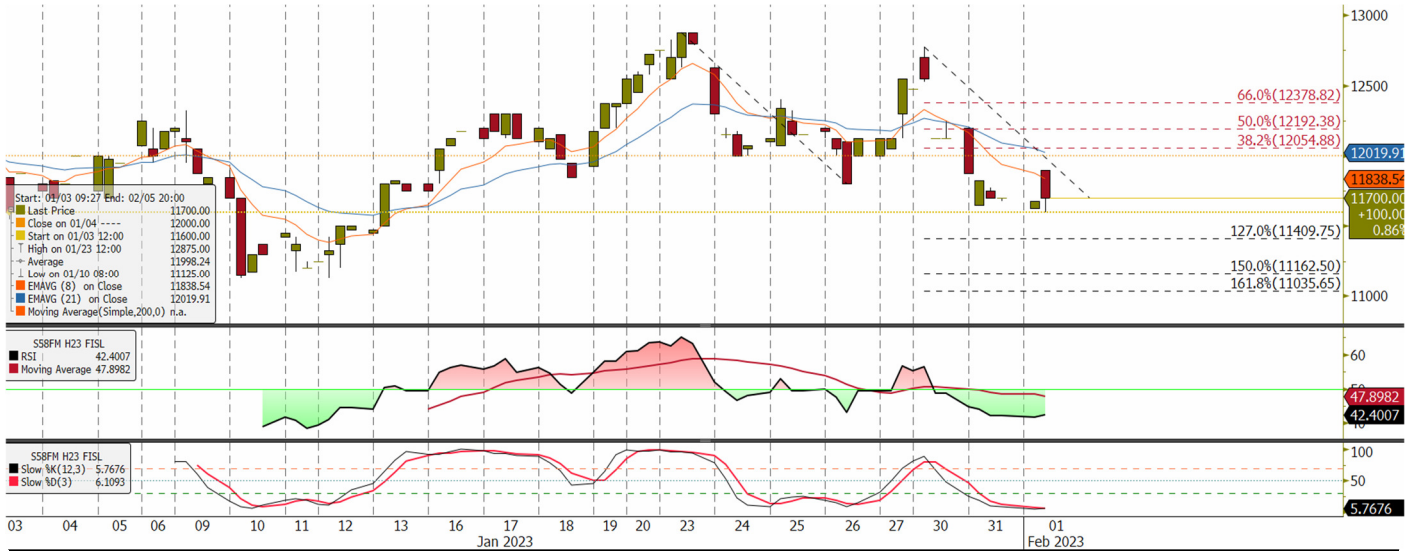 13000
12500
66.0%(12378.82)
50.0%(12192.38)
38.2%(12054.88)
12019.91
11838.54
11700.00
+100.00
0.86%
127.0%(11409.75)
150.0%(11162.50)
161.8%(11035.65)
11000
Start: 01/03 09:27 End: 02/05 20:00
Last Price 11700.00
Close on 01/04 ---- 12000.00
Start on 01/03 12:00 11600.00
High on 01/23 12:00 12875.00
Average 11998.24
Low on 01/10 08:00 11125.00
EMAVG (8) on Close 11838.54
EMAVG (21) on Close 12019.91
Moving Average(Simple,200,0) n.a.
S58FM H23 FISL
RSI 42.4007
Moving Average 47.8982
60
50
47.8982
42.4007
40
S58FM H23 FISL
Slow %K(12,3) 5.7676
Slow %D(3) 6.1093
100
50
5.7676
03 04 05 06 09 10 11 12 13 16 17 18 19 20 23 24 25 26 27 30 31 01
Jan 2023 Feb 2023